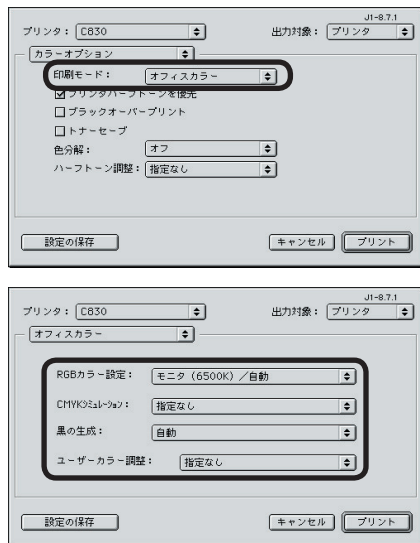 J1-8.7.1
プリンタ： C830 出力対象： プリンタ
カラーオプション
印刷モード： オフィスカラー
プリンタハーフトーンを優先
ブラックオーバープリント
トナーセーブ
色分解： オフ
ハーフトーン調整： 指定なし
設定の保存 キャンセル プリント
J1-8.7.1
プリンタ： C830 出力対象： プリンタ
オフィスカラー
RGBカラー設定： モニタ（6500K）／自動
CMYKｼﾐｭﾚｰｼｮﾝ： 指定なし
黒の生成： 自動
ユーザーカラー調整： 指定なし
設定の保存 キャンセル プリント